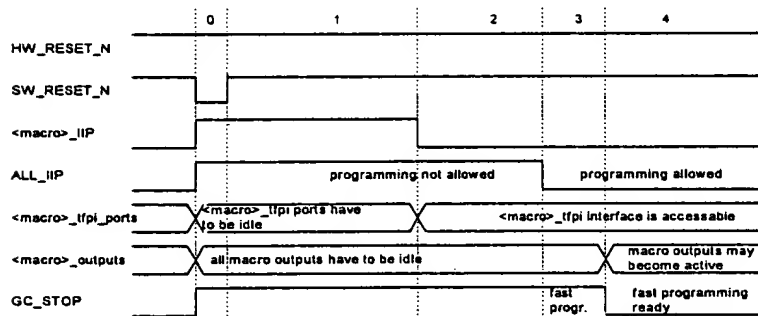 0 1 2 3 4
HW_RESET_N
SW_RESET_N
<macro>_IIP
ALL_IIP programming not allowed programming allowed
<macro>_tfpi_ports <macro>_tfpi ports have to be idle <macro>_tfpi interface is accessable
<macro>_outputs all macro outputs have to be idle macro outputs may become active
GC_STOP fast progr. fast programming ready